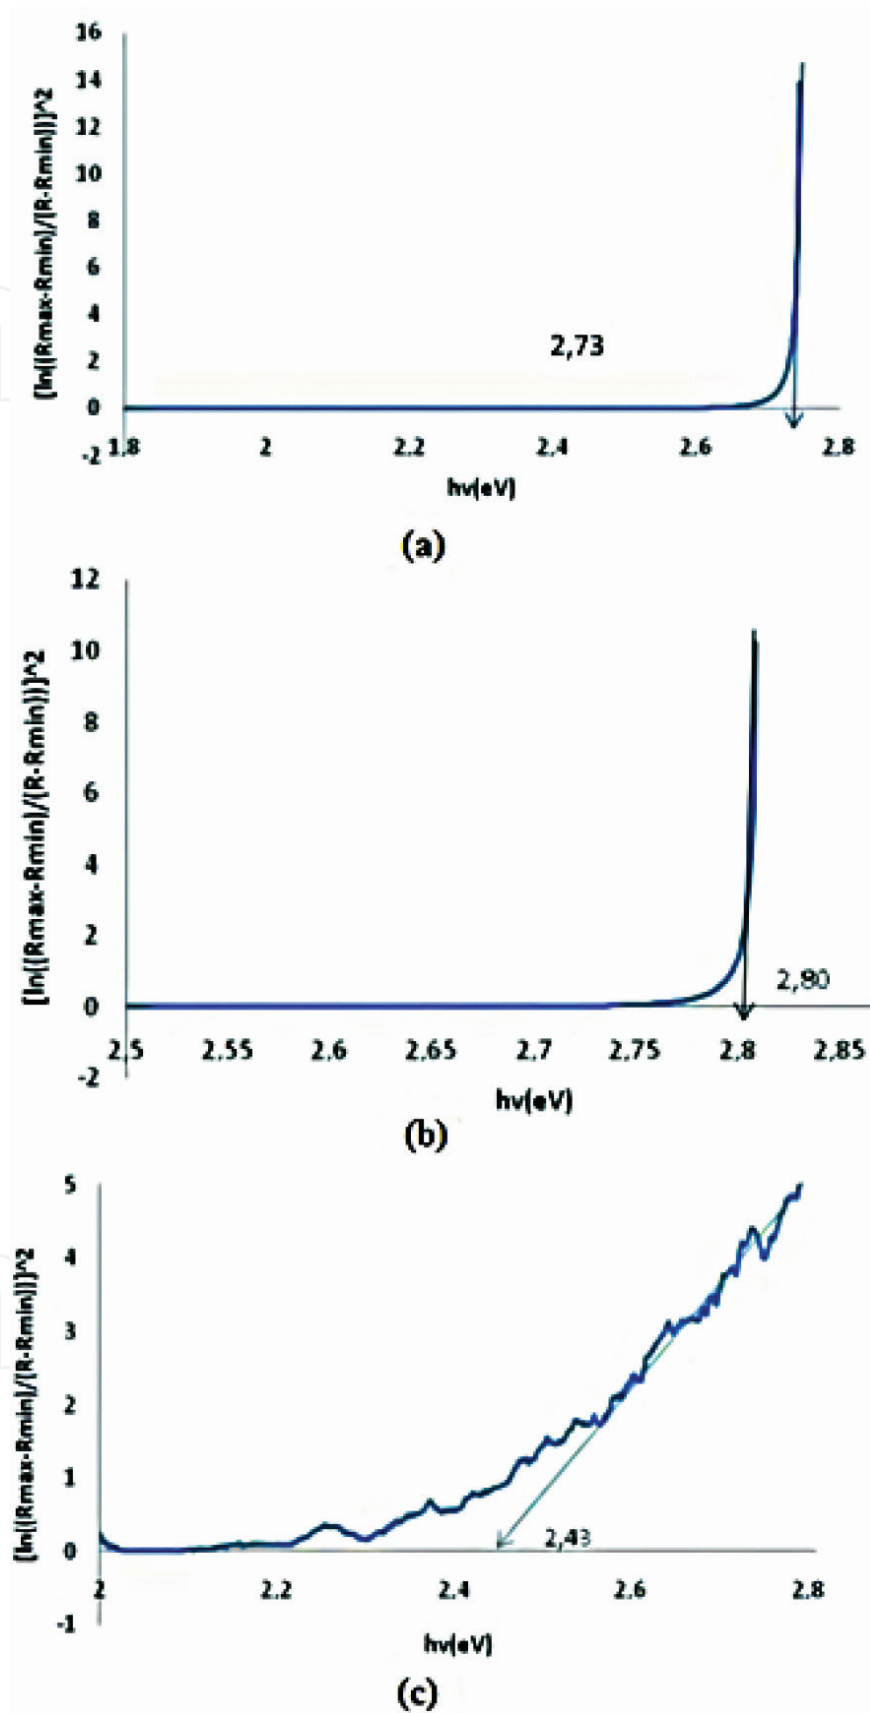 16
14
12
10
8
6
4
2
0
-2
[ln((Rmax-Rmin)/(R-Rmin))]^2
2,73
1.8 2 2.2 2.4 2.6 2.8
hv(eV)
(a)
12
10
8
6
4
2
0
-2
[ln((Rmax-Rmin)/(R-Rmin))]^2
2,80
2,5 2,55 2,6 2,65 2,7 2,75 2,8 2,85
hv(eV)
(b)
5
4
3
2
1
0
-1
[ln((Rmax-Rmin)/(R-Rmin))]^2
2,43
2 2.2 2.4 2.6 2.8
hv(eV)
(c)